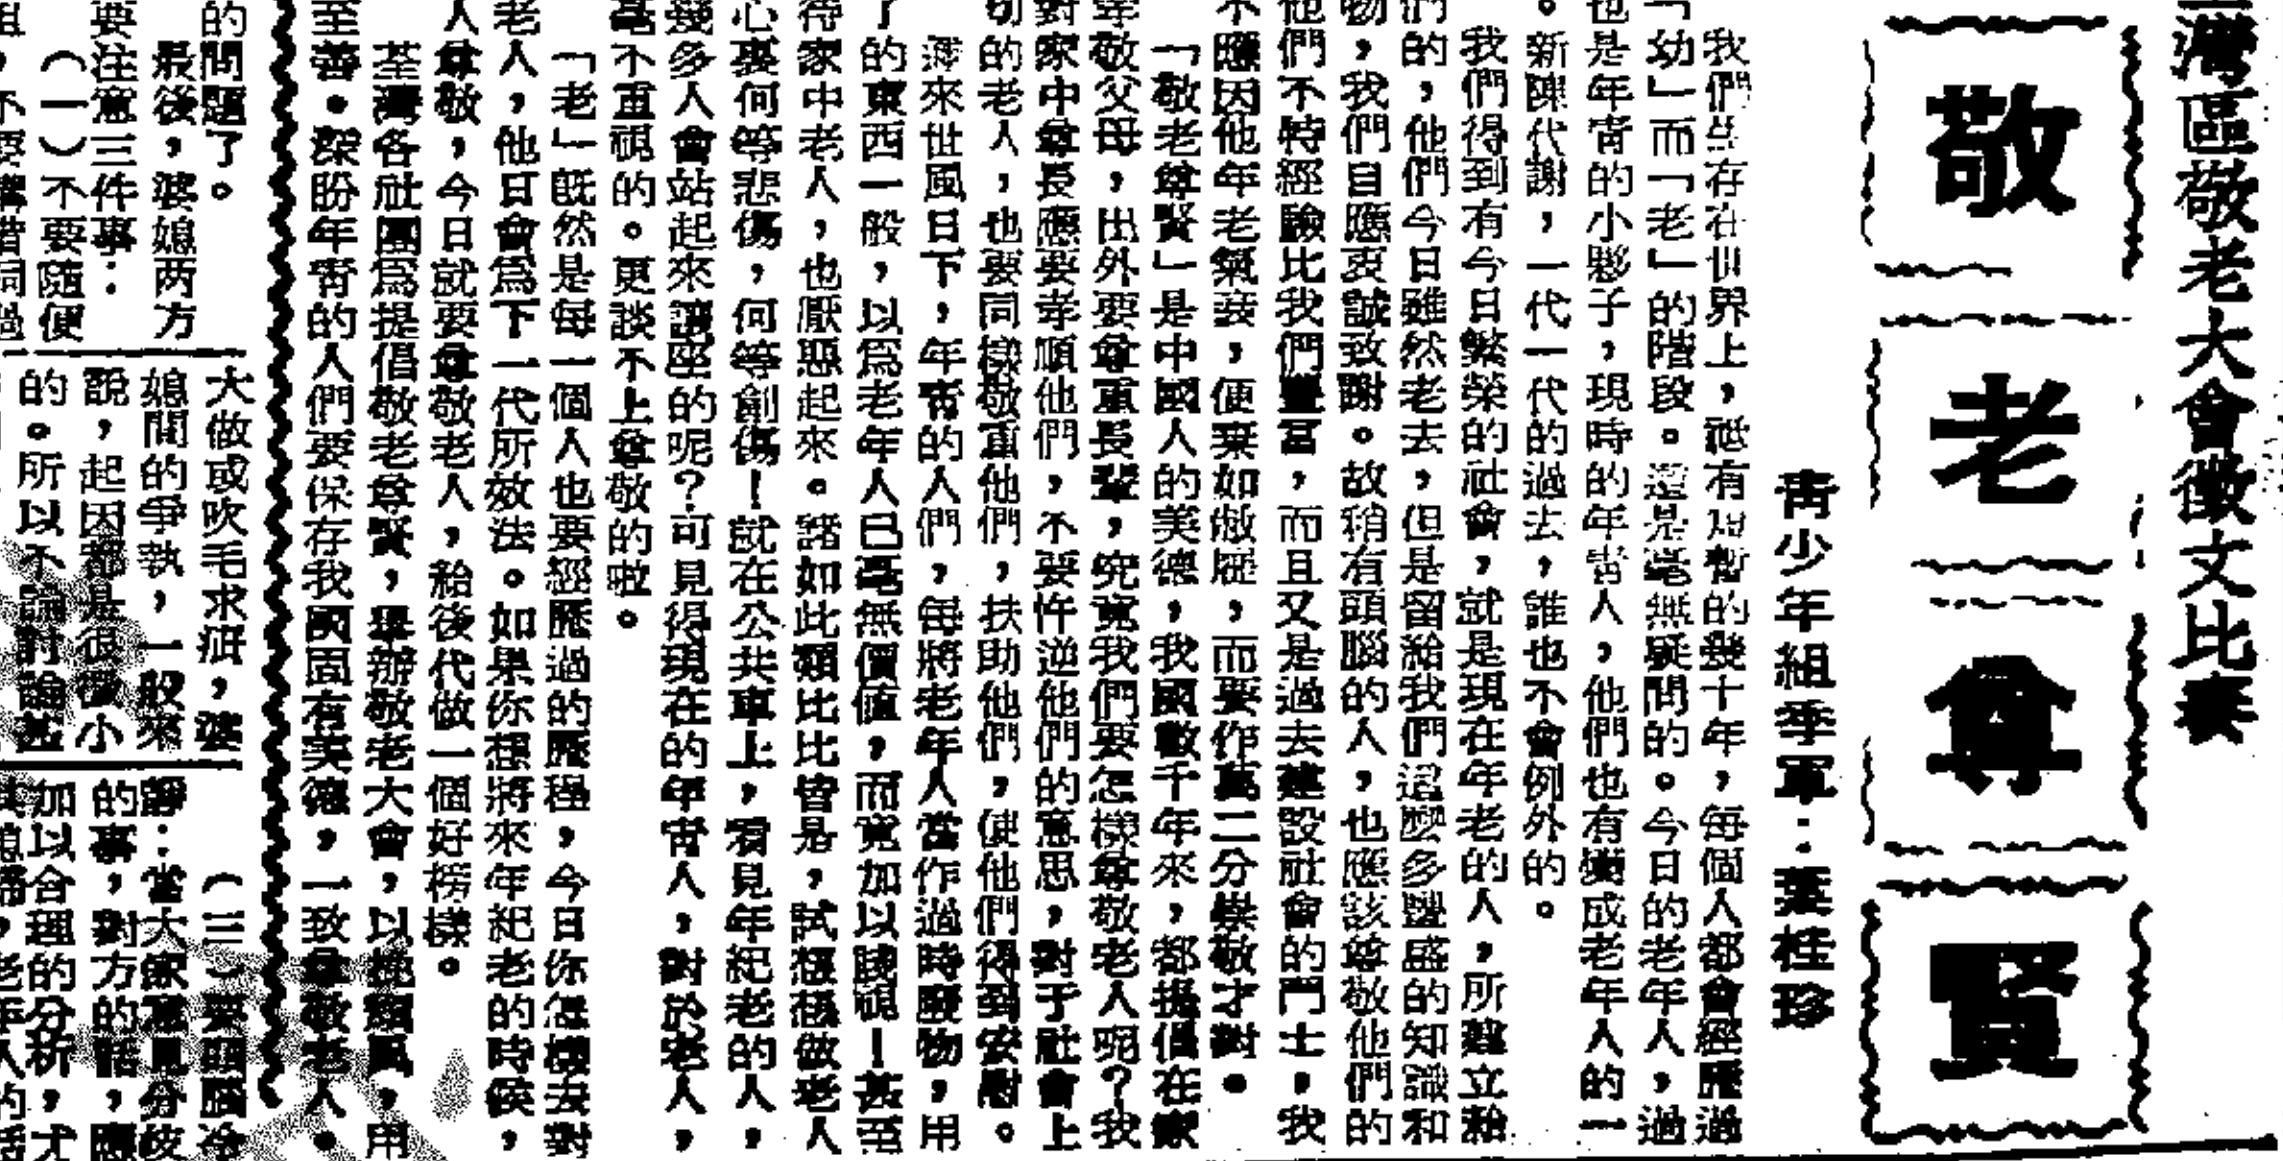 灣區敬老大會徵文比賽
敬老尊賢
青少年組季軍：葉桂珍
我們生存在世界上，祗有短暫的幾十年，每個人都會經歷過
「幼」而「老」的階段。這是毫無疑問的。今日的老年人，過
也是年青的小夥子，現時的年青人，他們也有變成老年人的一
。新陳代謝，一代一代的過去，誰也不會例外的。
我們得到有今日繁榮的社會，就是現在年老的人，所建立
們的，他們今日雖然老去，但是留給我們這麼多豐盛的知識和
物，我們自應衷誠致謝。故稍有頭腦的人，也應該尊敬他們的
他們不特經驗比我們豐富，而且又是過去建設社會的鬥士，我
不應因他年老氣衰，便棄如敝屣，而要作萬二分崇敬才對。
「敬老尊賢」是中國人的美德，我國數千年來，都提倡在家
孝敬父母，出外要尊重長輩，究竟我們要怎樣尊敬老人呢？我
對家中尊長應要孝順他們，不要忤逆他們的意思，對于社會上
切的老人，也要同樣敬重他們，扶助他們，使他們得到安慰。
邇來世風日下，年青的人們，每將老年人當作過時廢物，用
了的東西一般，以為老年人已毫無價值，而竟加以賤視！甚至
待家中老人，也厭惡起來。諸如此類比比皆是，試想想做老人
心裏何等悲傷，何等創傷！就在公共車上，看見年紀老的人，
幾多人會站起來讓座的呢？可見得現在的年青人，對於老人，
毫不重視的。更談不上尊敬的啦。
「老」既然是每一個人也要經歷過的歷程，今日你怎樣去對
老人，他日會為下一代所效法。如果你想將來年紀老的時候，
人尊敬，今日就要尊敬老人，給後代做一個好榜樣。
荃灣各社團為提倡敬老尊賢，舉辦敬老大會，以挽頹風，用
至善。深盼年青的人們要保存我國固有美德，一致尊敬老人。
的問題了。
最後，婆媳两方
要注意三件事：
（一）不要隨便
大做或吹毛求疵，婆
媳間的爭執，一般來
說，起因都是很微小
的。所以不論討論甚
（三）要頭腦冷
靜：當大家意見分歧
的事，對方的話，應
加以合理的分析，才